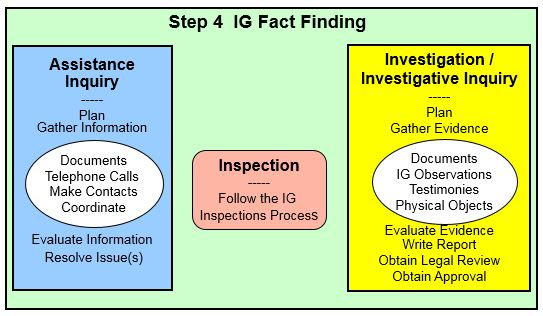 Step 4  IG Fact Finding
Assistance
Inquiry
-----
Plan
Gather Information
Documents
Telephone Calls
Make Contacts
Coordinate
Evaluate Information
Resolve Issue(s)
Inspection
-----
Follow the IG
Inspections Process
Investigation /
Investigative Inquiry
-----
Plan
Gather Evidence
Documents
IG Observations
Testimonies
Physical Objects
Evaluate Evidence
Write Report
Obtain Legal Review
Obtain Approval